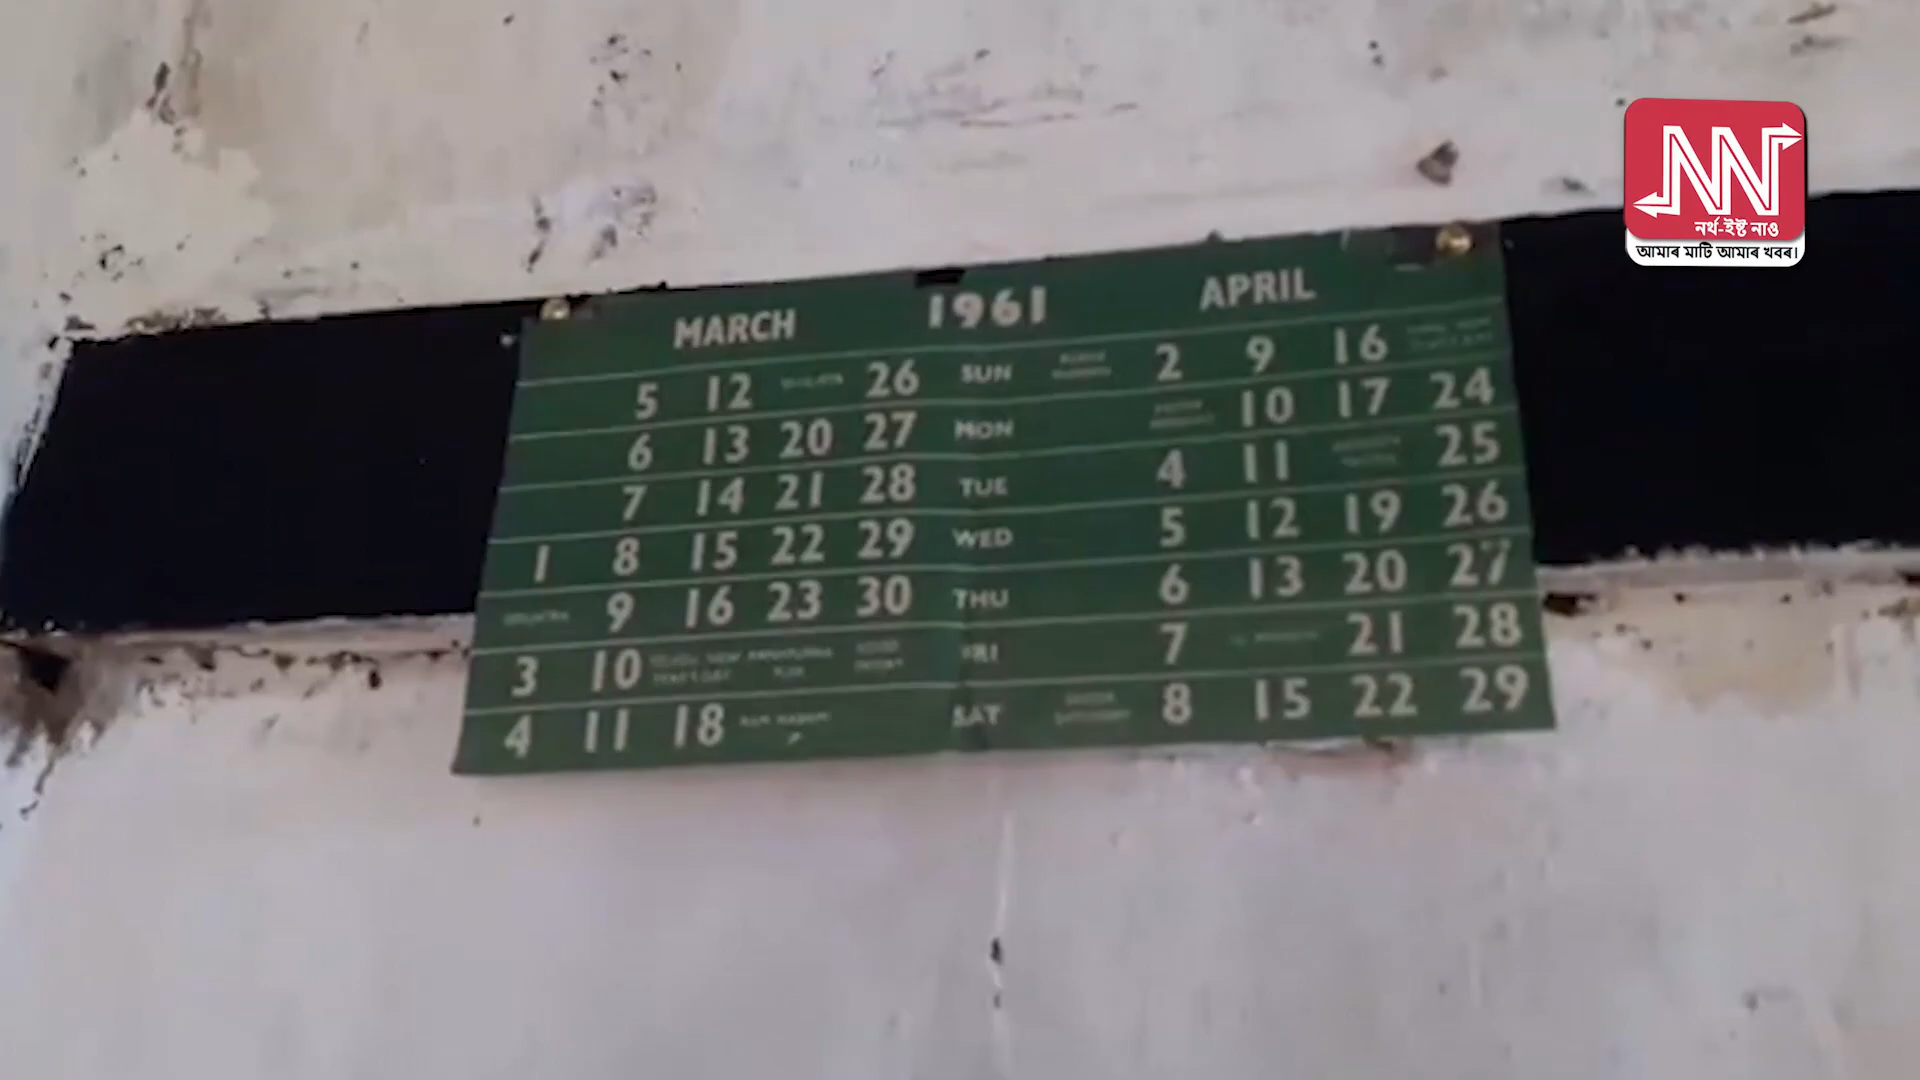 নৰ্থ-ইষ্ট নাও
আমাৰ মাটি আমাৰ খবৰ।
MARCH 1961 APRIL
5 12 26 SUN 2 9 16
6 13 20 27 MON 10 17 24
7 14 21 28 TUE 4 11 25
1 8 15 22 29 WED 5 12 19 26
9 16 23 30 THU 6 13 20 27
3 10 FRI 7 21 28
4 11 18 SAT 8 15 22 29